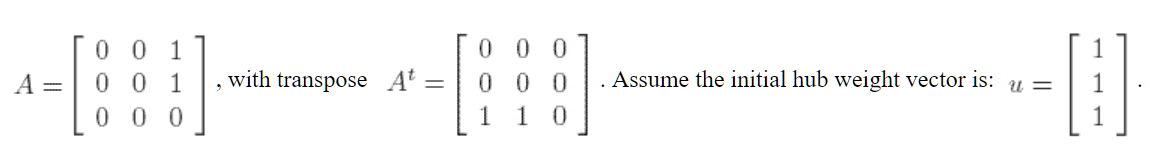 A = [ 0 0 1 ; 0 0 1 ; 0 0 0 ] , with transpose A^t = [ 0 0 0 ; 0 0 0 ; 1 1 0 ] . Assume the initial hub weight vector is: u = [ 1 ; 1 ; 1 ] .